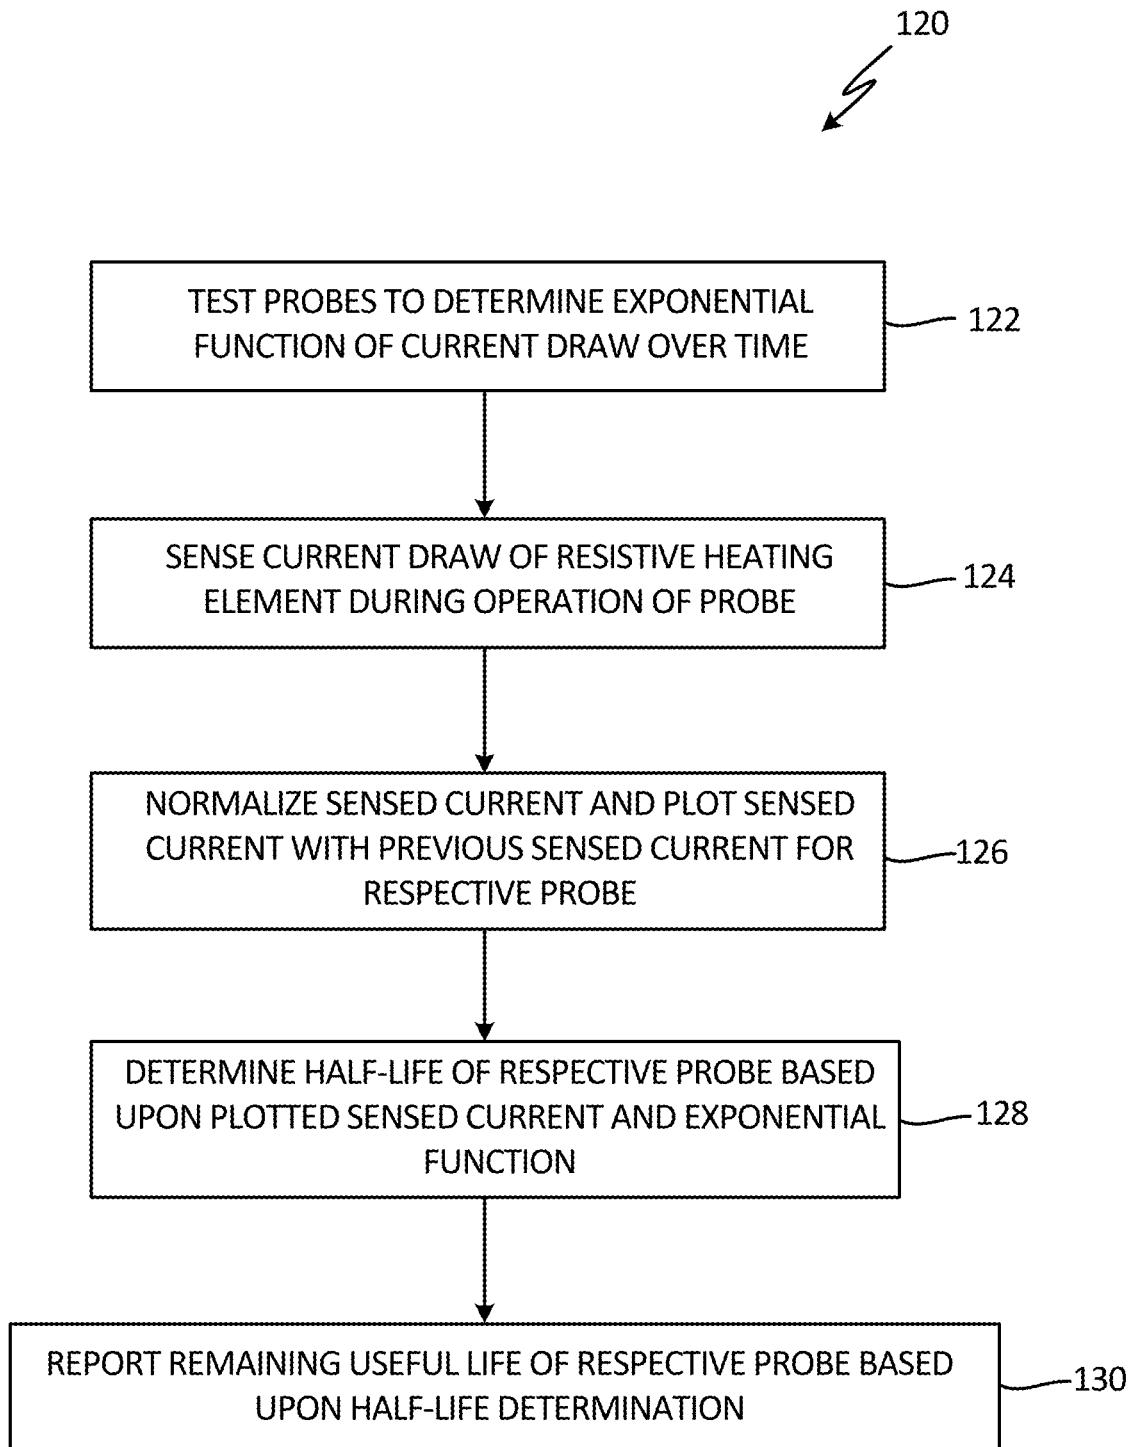 120
TEST PROBES TO DETERMINE EXPONENTIAL
FUNCTION OF CURRENT DRAW OVER TIME
122
SENSE CURRENT DRAW OF RESISTIVE HEATING
ELEMENT DURING OPERATION OF PROBE
124
NORMALIZE SENSED CURRENT AND PLOT SENSED
CURRENT WITH PREVIOUS SENSED CURRENT FOR
RESPECTIVE PROBE
126
DETERMINE HALF-LIFE OF RESPECTIVE PROBE BASED
UPON PLOTTED SENSED CURRENT AND EXPONENTIAL
FUNCTION
128
REPORT REMAINING USEFUL LIFE OF RESPECTIVE PROBE BASED
UPON HALF-LIFE DETERMINATION
130